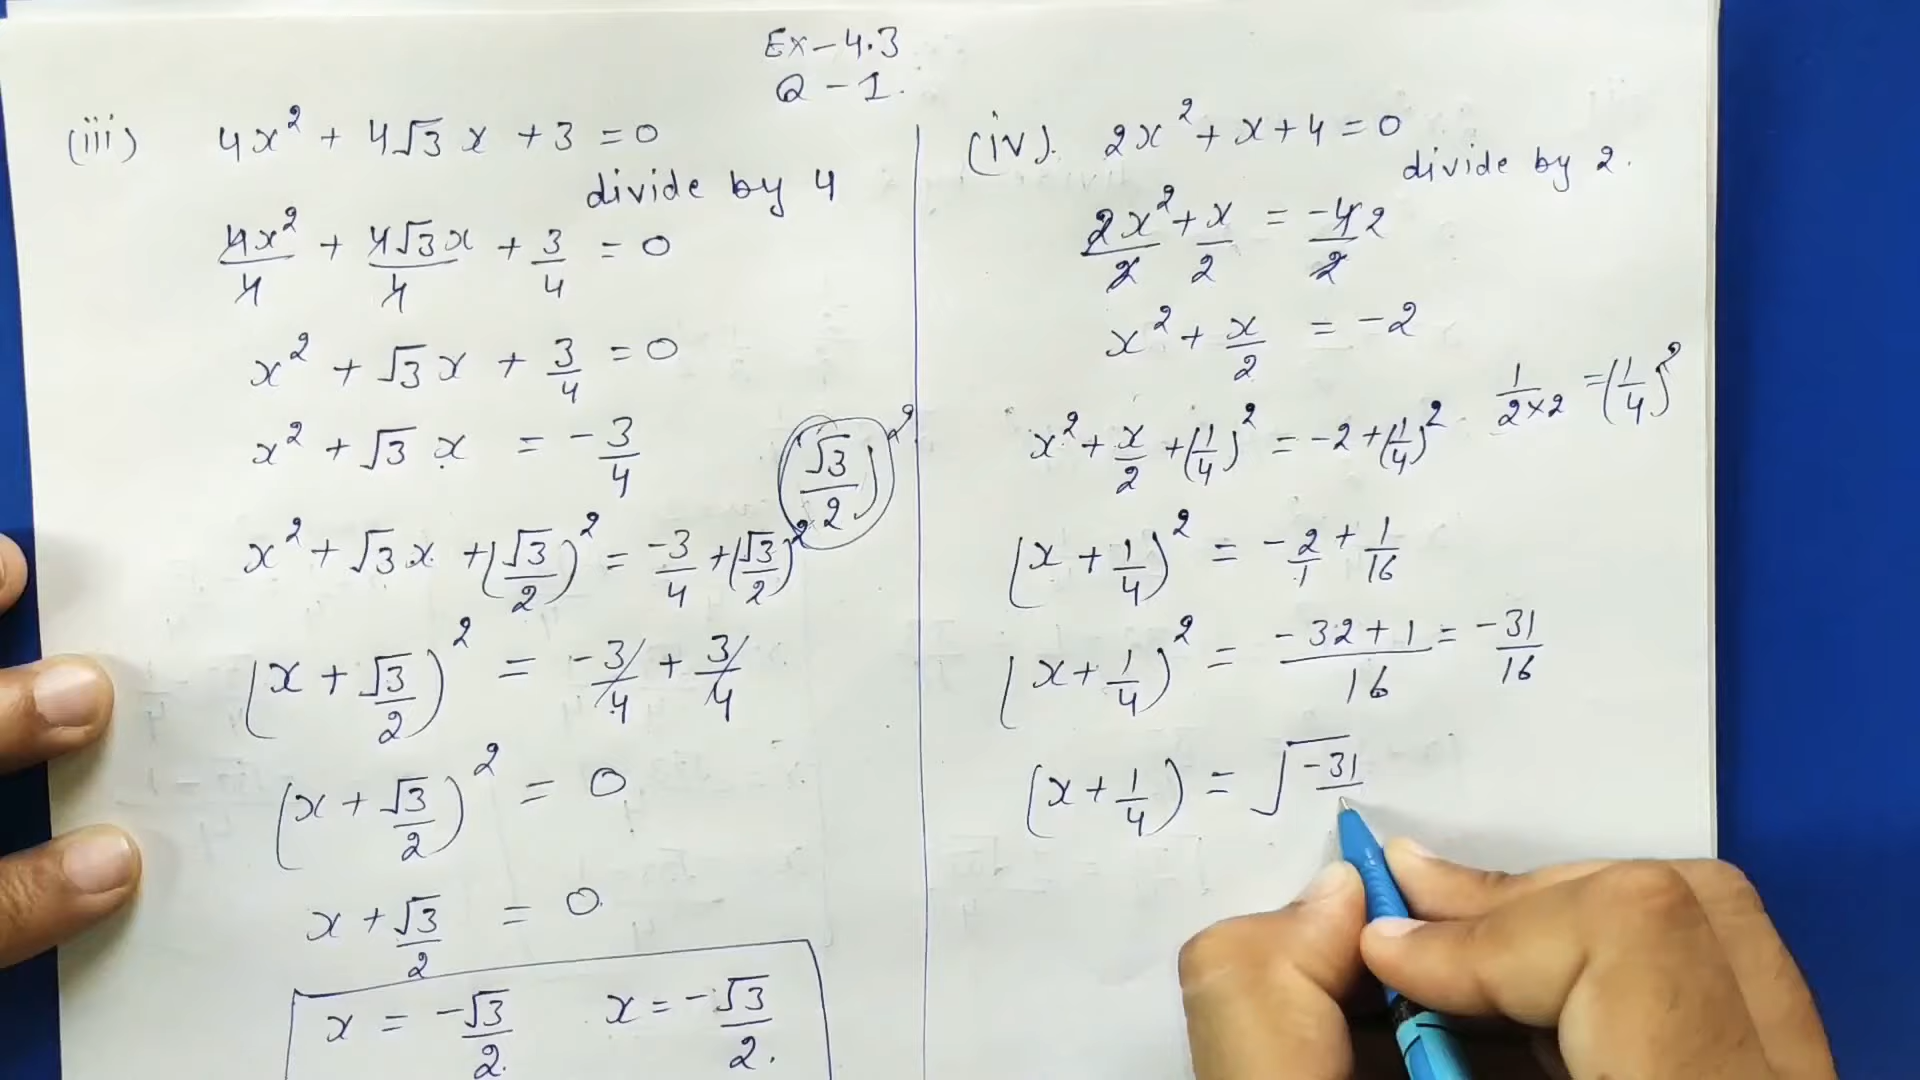 Ex-4.3
Q-1.
(iii) 4x² + 4√3 x + 3 = 0
divide by 4
4x²/4 + 4√3x/4 + 3/4 = 0
x² + √3 x + 3/4 = 0
x² + √3 x = -3/4
(√3/2)²
x² + √3x + (√3/2)² = -3/4 + (√3/2)²
(x + √3/2)² = -3/4 + 3/4
(x + √3/2)² = 0
x + √3/2 = 0
x = -√3/2 x = -√3/2.
(iv). 2x² + x + 4 = 0
divide by 2.
2x²/2 + x/2 = -4/2 2
x² + x/2 = -2
1/2×2 = (1/4)²
x² + x/2 + (1/4)² = -2 + (1/4)²
(x + 1/4)² = -2/1 + 1/16
(x + 1/4)² = -32+1/16 = -31/16
(x + 1/4) = √-31